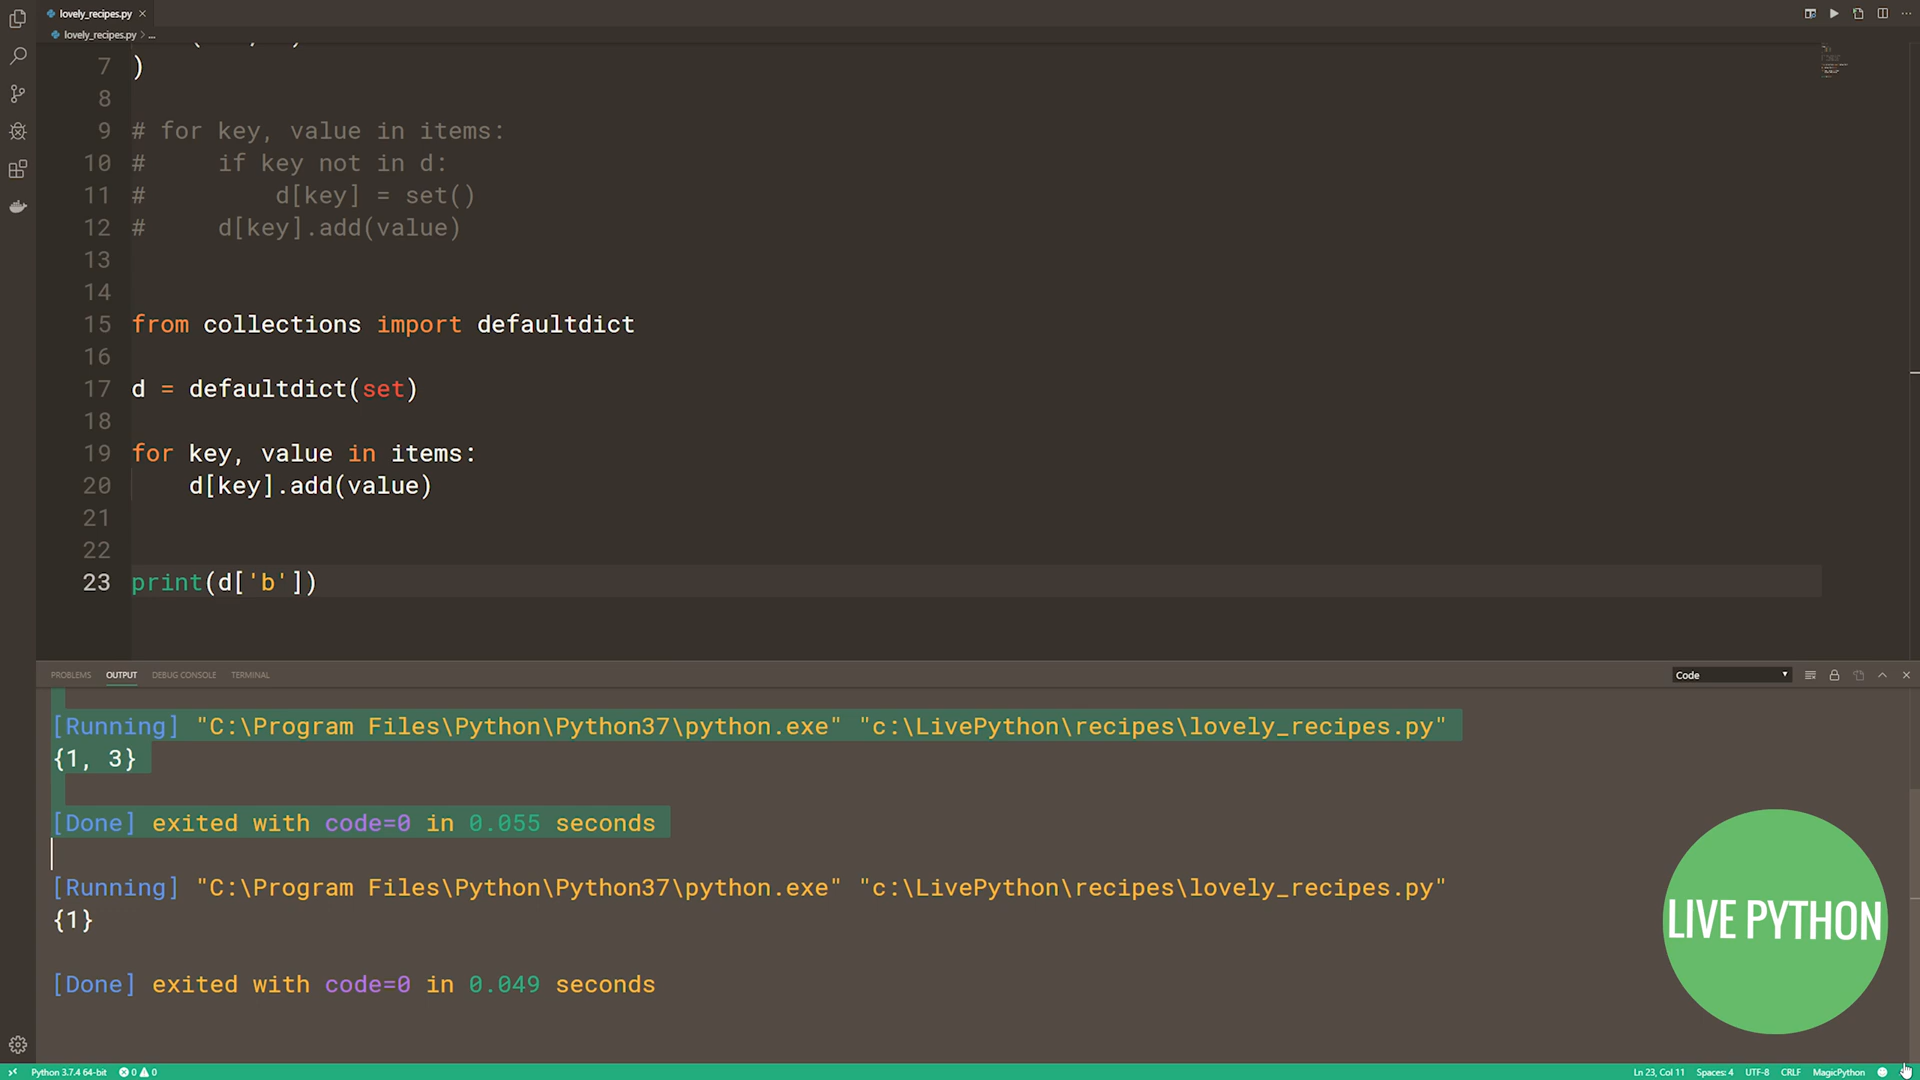 lovely_recipes.py
lovely_recipes.py > ...
7 )
8
9 # for key, value in items:
10 #     if key not in d:
11 #         d[key] = set()
12 #     d[key].add(value)
13
14
15 from collections import defaultdict
16
17 d = defaultdict(set)
18
19 for key, value in items:
20     d[key].add(value)
21
22
23 print(d['b'])
PROBLEMS OUTPUT DEBUG CONSOLE TERMINAL Code
[Running] "C:\Program Files\Python\Python37\python.exe" "c:\LivePython\recipes\lovely_recipes.py"
{1, 3}
[Done] exited with code=0 in 0.055 seconds
[Running] "C:\Program Files\Python\Python37\python.exe" "c:\LivePython\recipes\lovely_recipes.py"
{1}
[Done] exited with code=0 in 0.049 seconds
LIVE PYTHON
Python 3.7.4 64-bit 0 0 Ln 23, Col 11 Spaces: 4 UTF-8 CRLF MagicPython